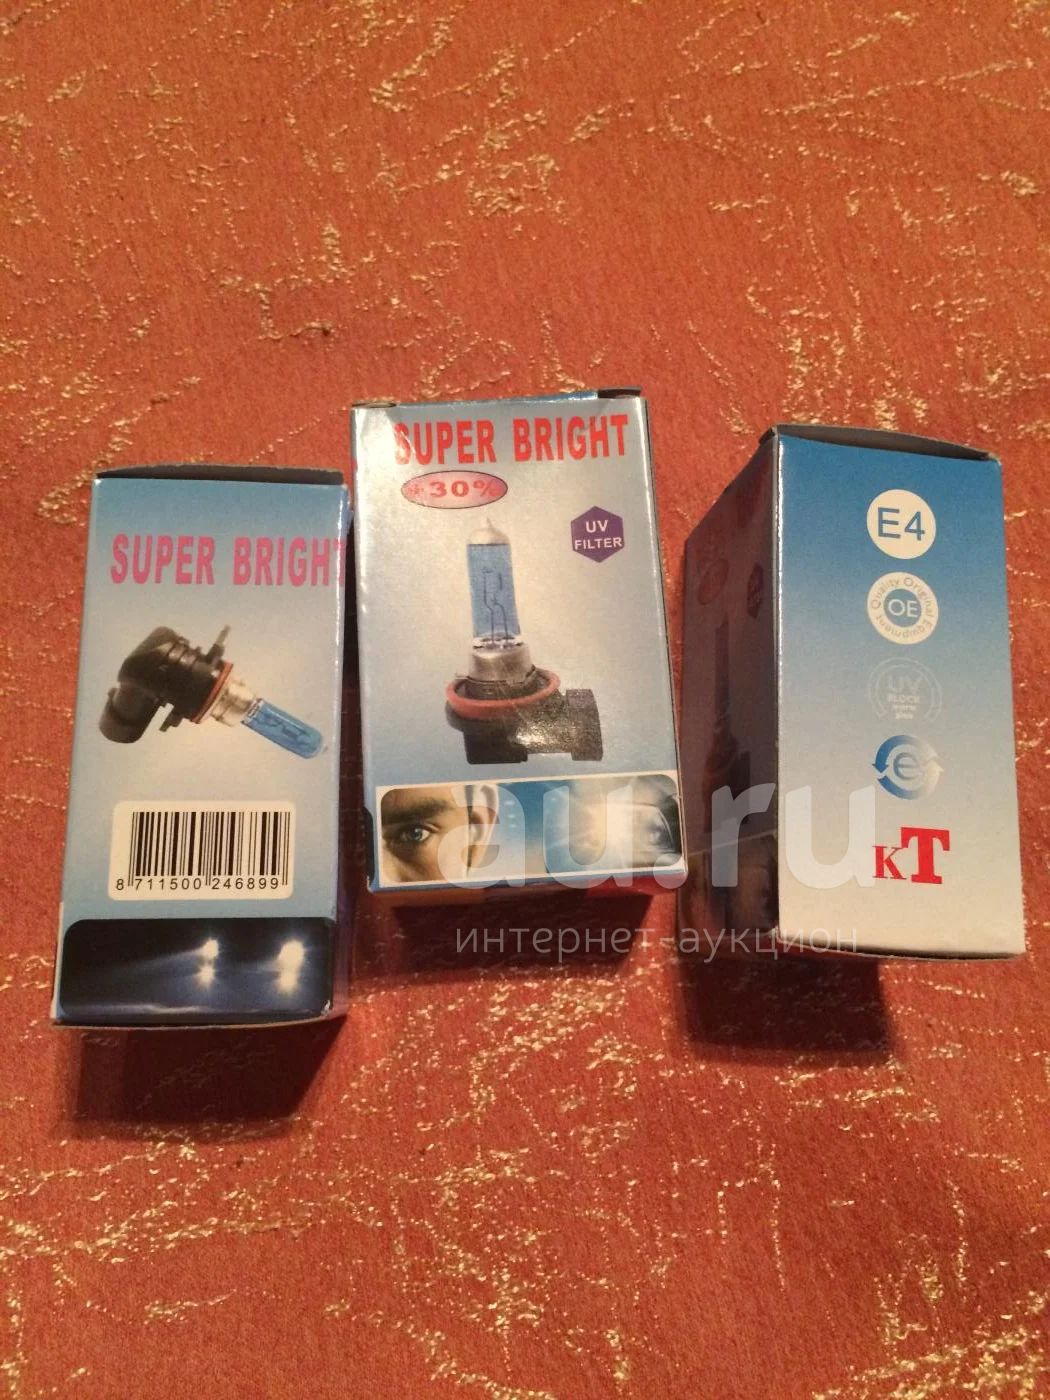 SUPER BRIGHT
8 711500 246899
SUPER BRIGHT
+30%
UV
FILTER
E4
Quality Original Equipment
OE
UV
BLOCK
KT
au.ru
интернет-аукцион